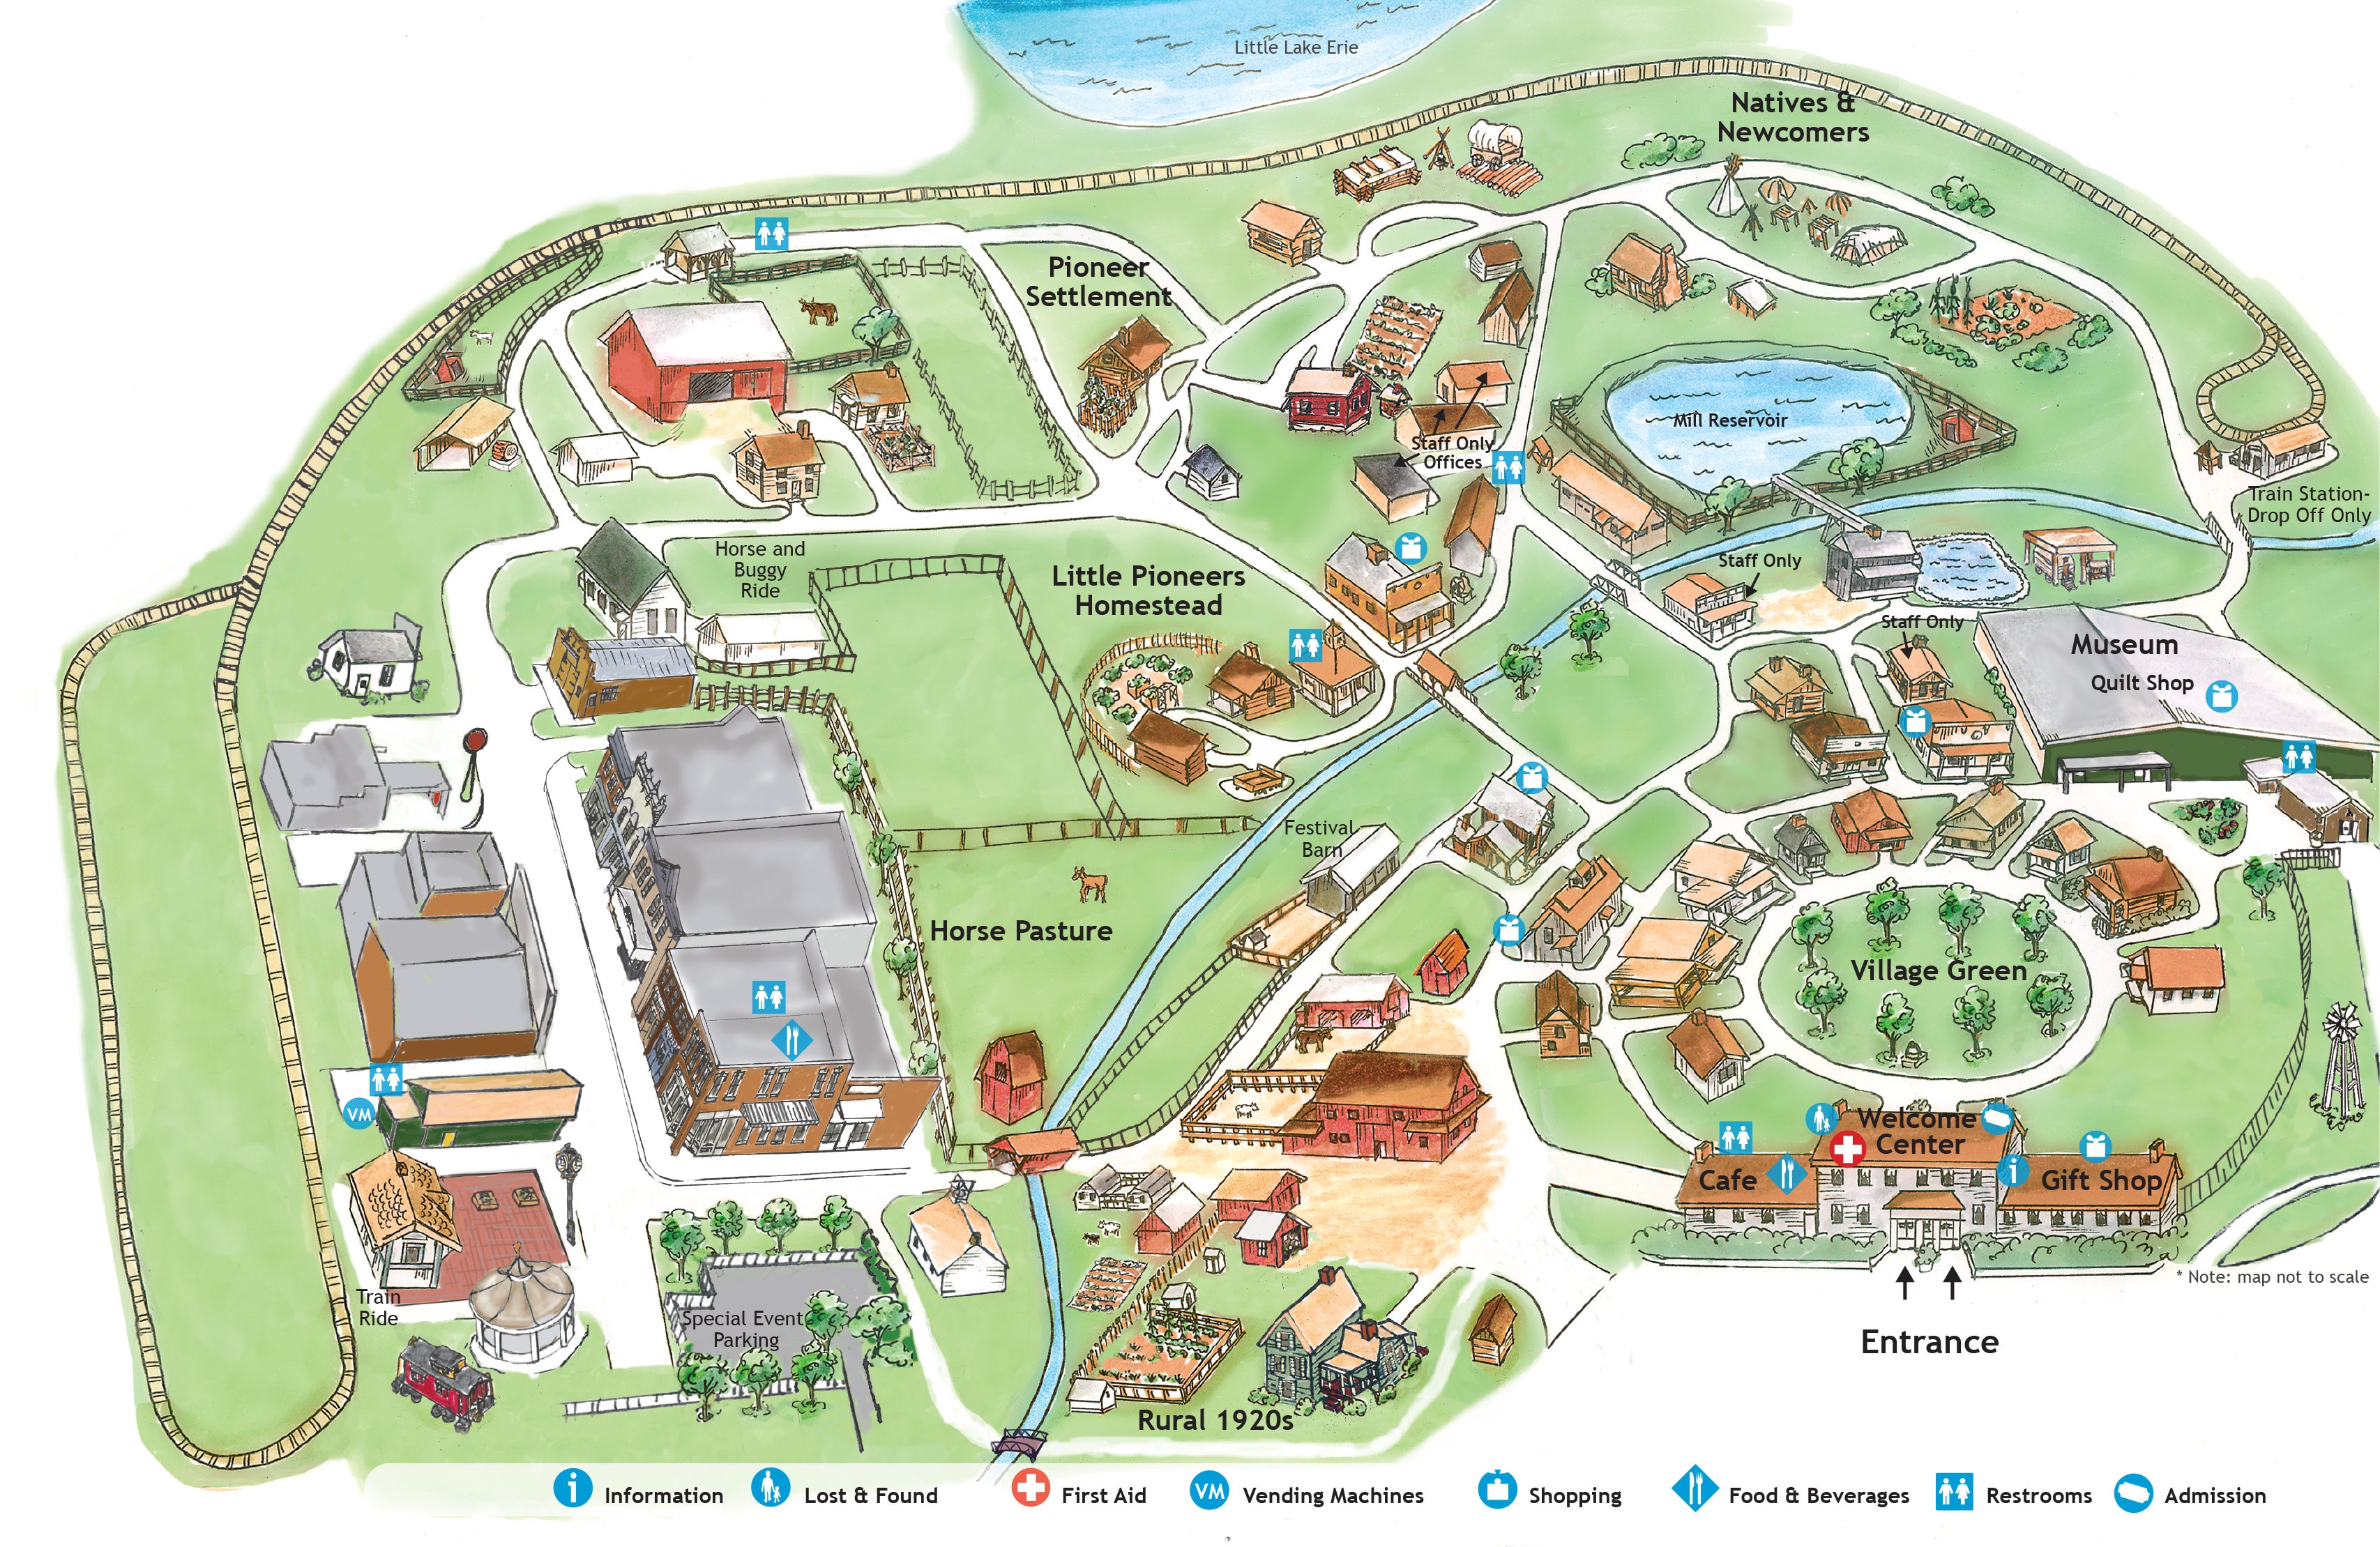 Little Lake Erie
Natives &
Newcomers
Pioneer
Settlement
Mill Reservoir
Staff Only
Offices
Train Station-
Drop Off Only
Horse and
Buggy
Ride
Little Pioneers
Homestead
Staff Only
Staff Only
Museum
Quilt Shop
Festival
Barn
Horse Pasture
Village Green
VM
Welcome
Center
Cafe
Gift Shop
Train
Ride
Special Event
Parking
* Note: map not to scale
Entrance
Rural 1920s
i Information
Lost & Found
First Aid
VM Vending Machines
Shopping
Food & Beverages
Restrooms
Admission